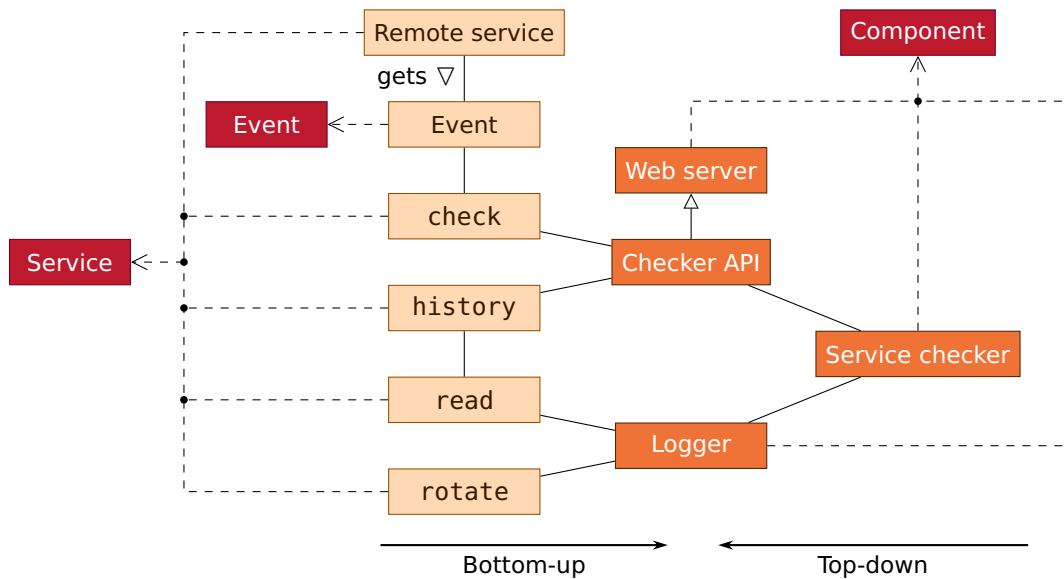 Remote service
Component
gets ▽
Event
Event
Web server
check
Service
Checker API
history
Service checker
read
Logger
rotate
Bottom-up
Top-down